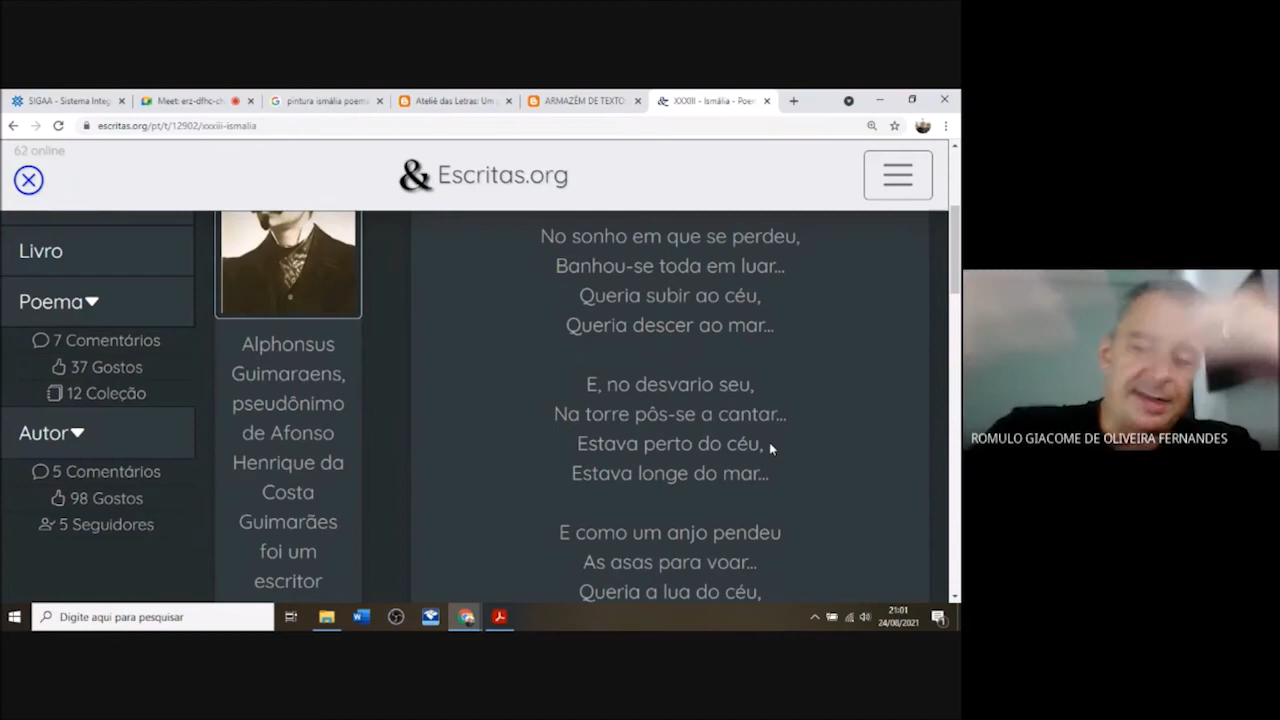 SIGAA - Sistema Integ
Meet: erz-dfhc-ch
pintura ismália poema
Ateliê das Letras: Um
ARMAZÉM DE TEXTO:
XXXIII - Ismália - Poem
escritas.org/pt/t/12902/xxxiii-ismalia
62 online
& Escritas.org
Livro
Poema
7 Comentários
37 Gostos
12 Coleção
Autor
5 Comentários
98 Gostos
5 Seguidores
Alphonsus
Guimaraens,
pseudônimo
de Afonso
Henrique da
Costa
Guimarães
foi um
escritor
No sonho em que se perdeu,
Banhou-se toda em luar...
Queria subir ao céu,
Queria descer ao mar...
E, no desvario seu,
Na torre pôs-se a cantar...
Estava perto do céu,
Estava longe do mar...
E como um anjo pendeu
As asas para voar...
Queria a lua do céu,
ROMULO GIACOME DE OLIVEIRA FERNANDES
Digite aqui para pesquisar
21:01
24/08/2021